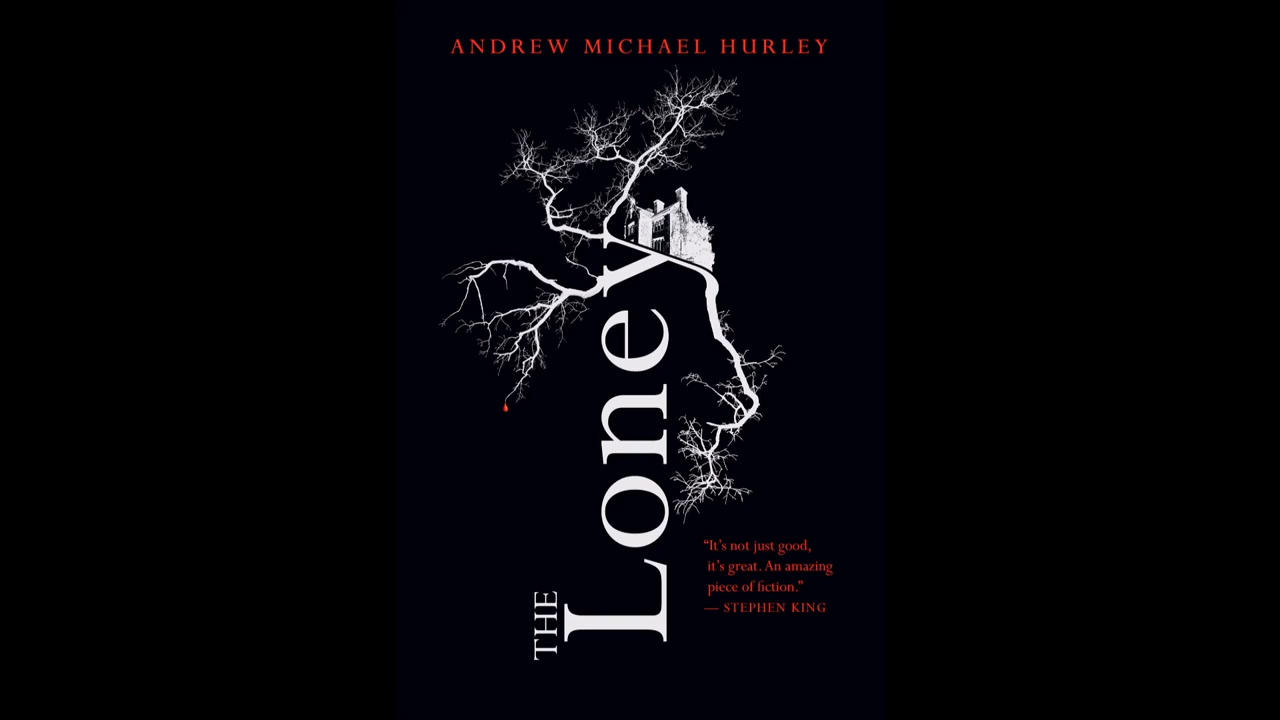 ANDREW MICHAEL HURLEY
THE
Loney
“It’s not just good,
it’s great. An amazing
piece of fiction.”
— STEPHEN KING